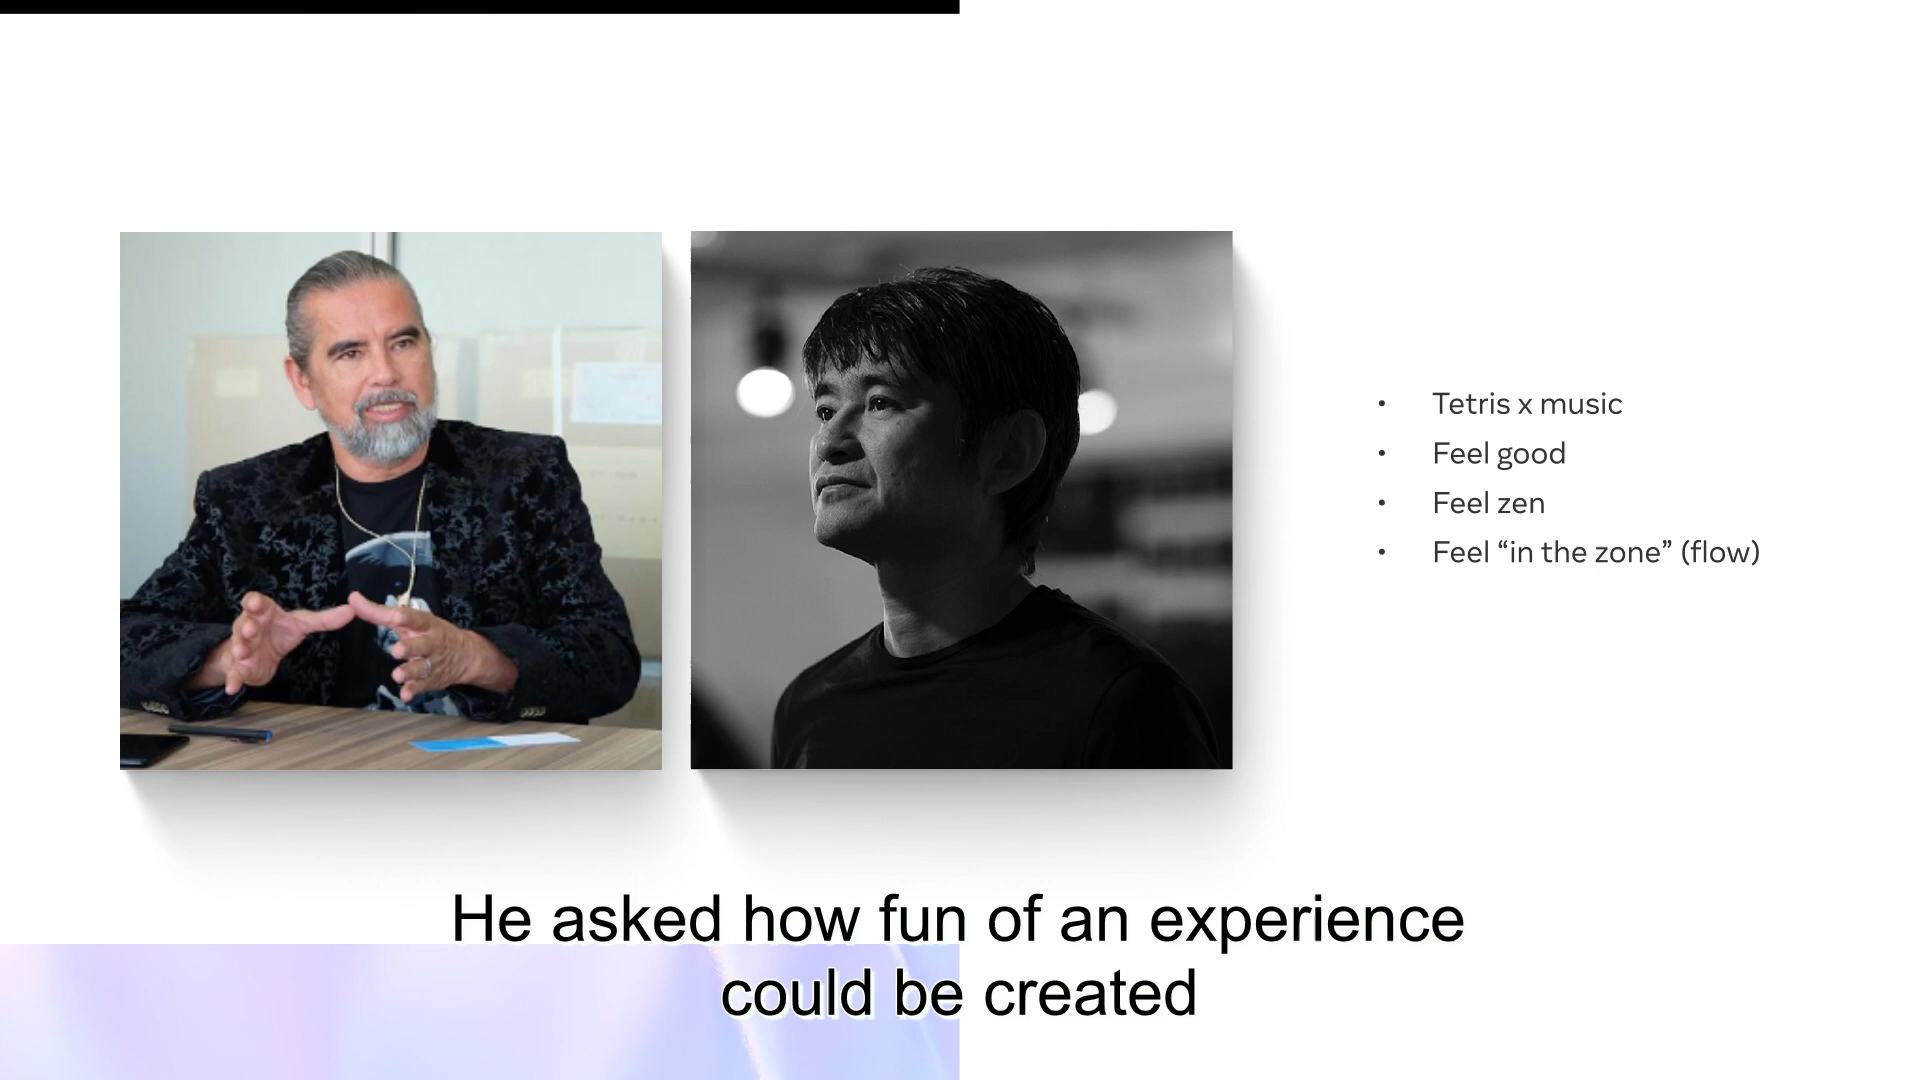 Tetris x music
Feel good
Feel zen
Feel “in the zone” (flow)
He asked how fun of an experience
could be created